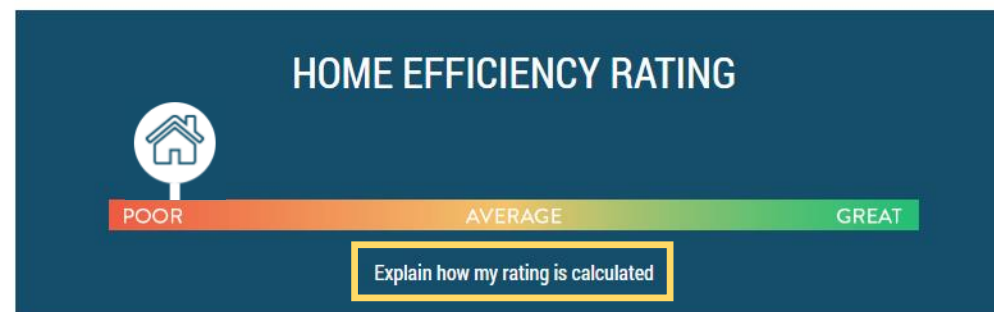 HOME EFFICIENCY RATING
POOR AVERAGE GREAT
Explain how my rating is calculated